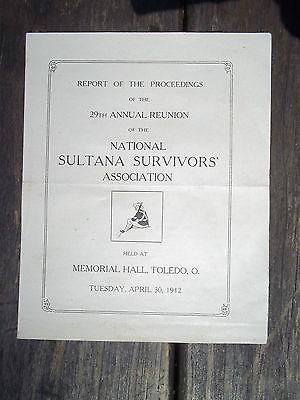 REPORT OF THE PROCEEDINGS
OF THE
29TH ANNUAL REUNION
OF THE
NATIONAL
SULTANA SURVIVORS'
ASSOCIATION
HELD AT
MEMORIAL HALL, TOLEDO, O.
TUESDAY, APRIL 30, 1912